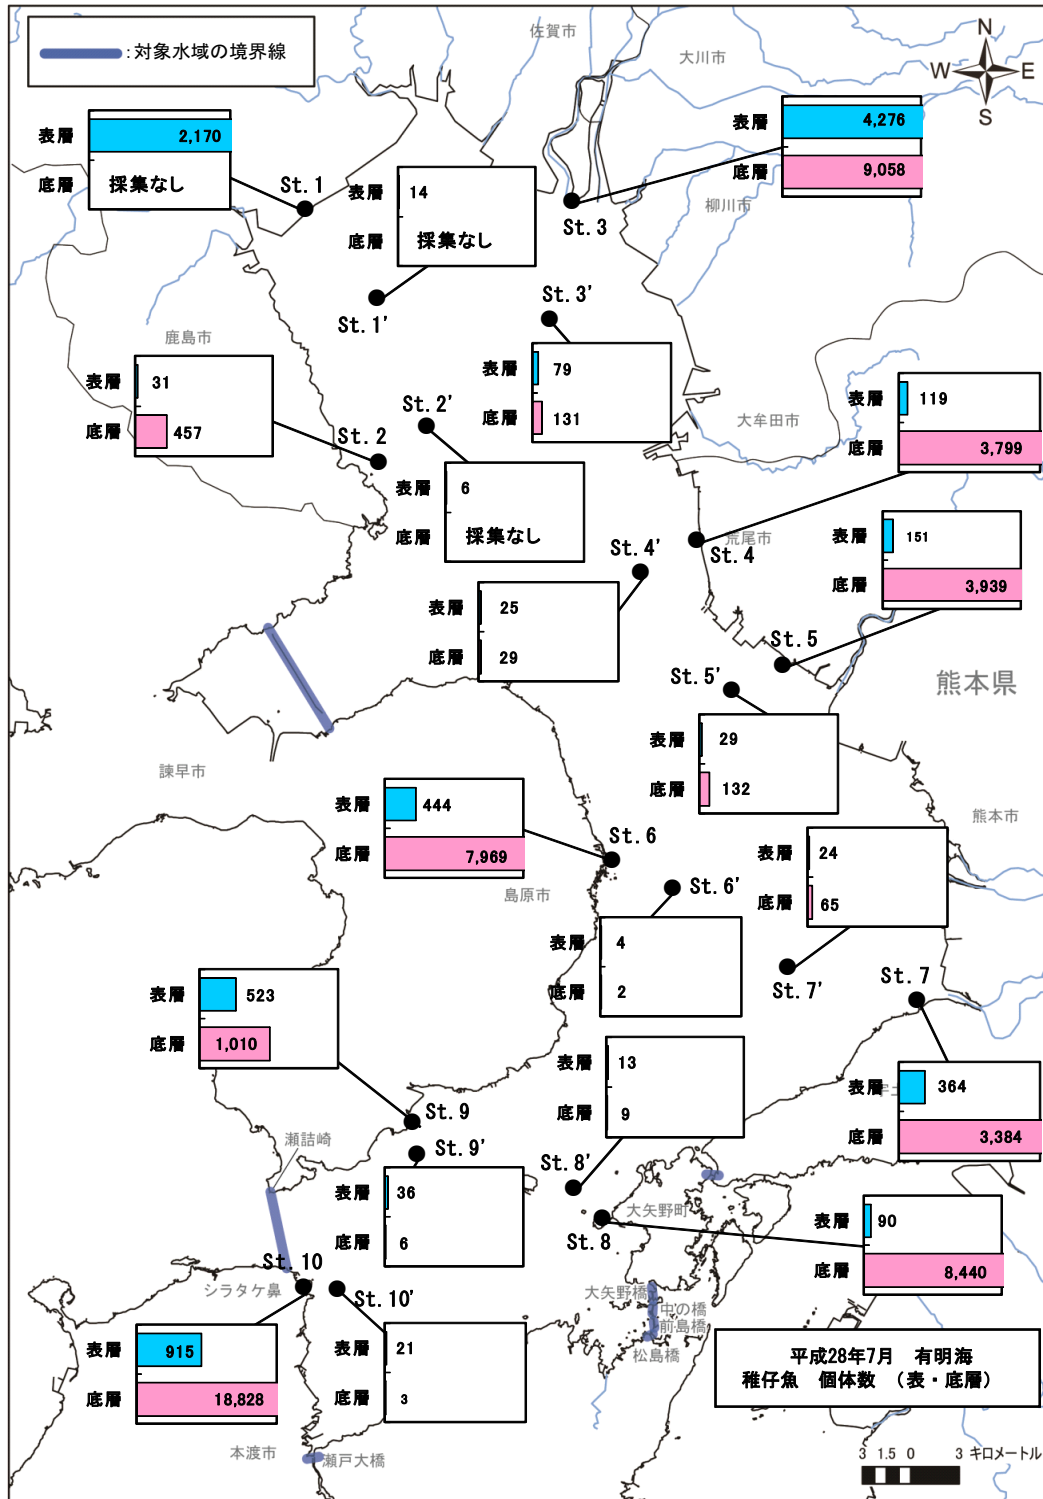 :対象水域の境界線
佐賀市
大川市
N
W E
S
表層 2,170
底層 採集なし
St. 1
表層 14
底層 採集なし
St. 1'
表層 4,276
底層 9,058
St. 3
柳川市
St. 3'
鹿島市
表層 79
底層 131
表層 31
底層 457
St. 2
St. 2'
表層 6
底層 採集なし
大牟田市
表層 119
底層 3,799
荒尾市
St. 4
St. 4'
表層 25
底層 29
表層 151
底層 3,939
St. 5
St. 5'
熊本県
表層 29
底層 132
諫早市
表層 444
底層 7,969
St. 6
島原市
St. 6'
熊本市
表層 24
底層 65
St. 7'
表層 4
底層 2
St. 7
表層 523
底層 1,010
St. 9
表層 13
底層 9
表層 364
底層 3,384
瀬詰崎
St. 9'
表層 36
底層 6
St. 8'
大矢野町
St. 8
表層 90
底層 8,440
St. 10
シラタケ鼻
St. 10'
大矢野橋
中の橋
前島橋
松島橋
表層 915
底層 18,828
表層 21
底層 3
平成28年7月 有明海
稚仔魚 個体数 (表・底層)
本渡市
瀬戸大橋
3 1.5 0 3 キロメートル